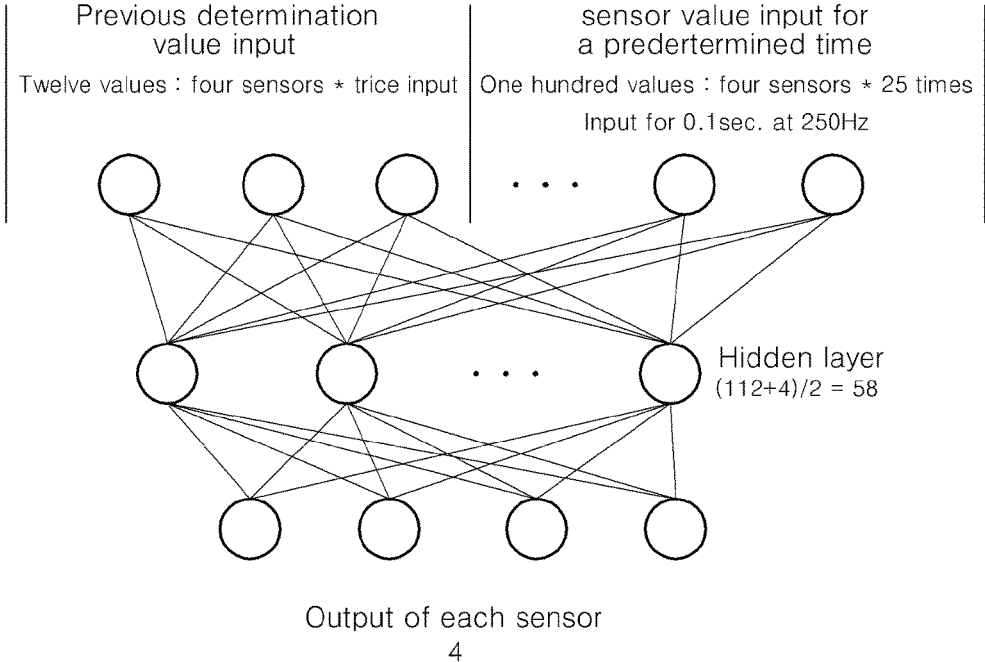 Previous determination
value input
Twelve values : four sensors * trice input
sensor value input for
a predertermined time
One hundred values : four sensors * 25 times
Input for 0.1sec. at 250Hz
Hidden layer
(112+4)/2 = 58
Output of each sensor
4